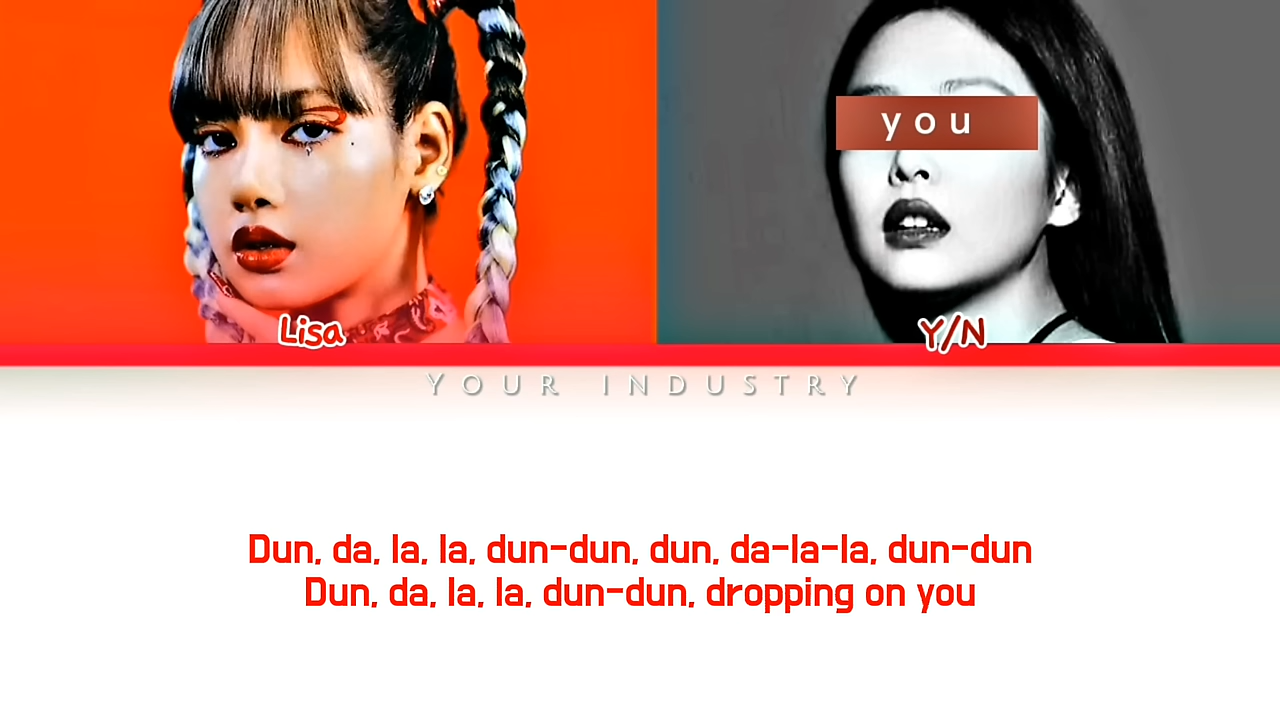 you
Lisa
Y/N
YOUR INDUSTRY
Dun, da, la, la, dun-dun, dun, da-la-la, dun-dun
Dun, da, la, la, dun-dun, dropping on you